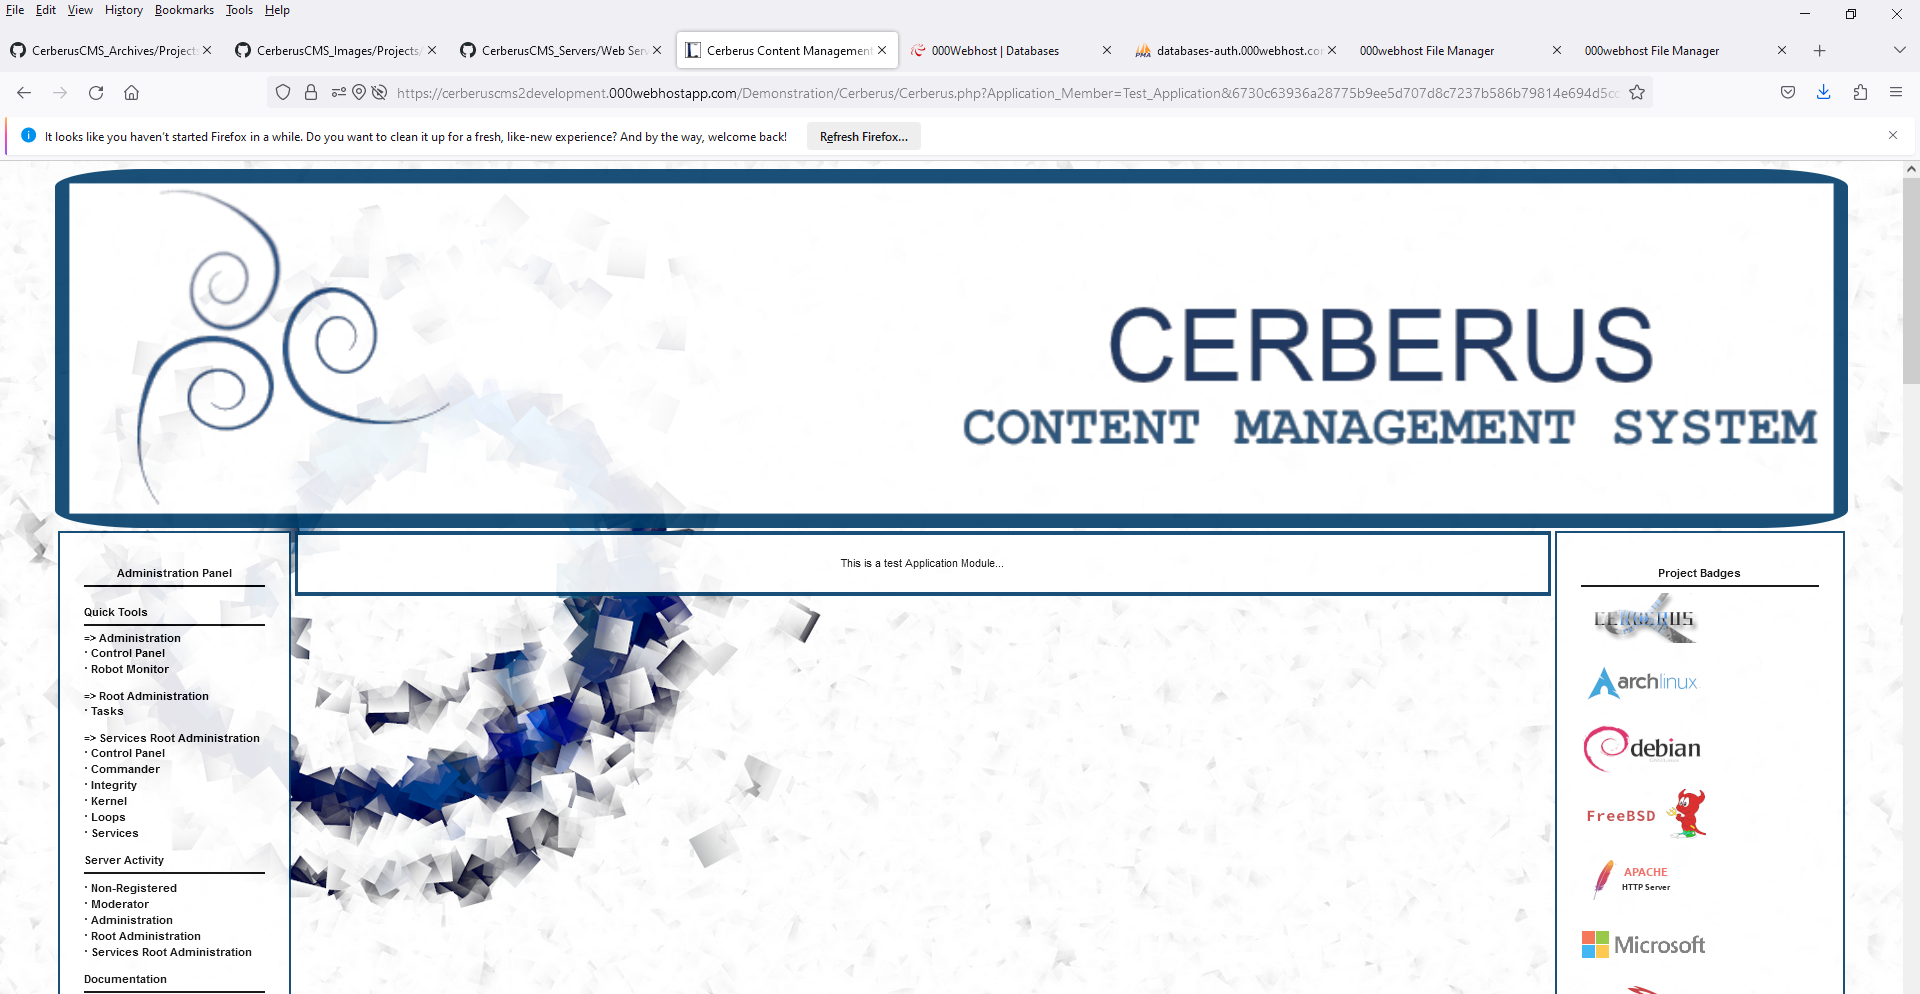 File Edit View History Bookmarks Tools Help
CerberusCMS_Archives/Projects
CerberusCMS_Images/Projects/
CerberusCMS_Servers/Web Serv
Cerberus Content Management
000Webhost | Databases
databases-auth.000webhost.co
000webhost File Manager
000webhost File Manager
https://cerberuscms2development.000webhostapp.com/Demonstration/Cerberus/Cerberus.php?Application_Member=Test_Application&6730c63936a28775b9ee5d707d8c7237b586b79814e694d5cc
It looks like you haven't started Firefox in a while. Do you want to clean it up for a fresh, like-new experience? And by the way, welcome back!
Refresh Firefox...
CERBERUS
CONTENT MANAGEMENT SYSTEM
Administration Panel
Quick Tools
=> Administration
· Control Panel
· Robot Monitor
=> Root Administration
· Tasks
=> Services Root Administration
· Control Panel
· Commander
· Integrity
· Kernel
· Loops
· Services
Server Activity
· Non-Registered
· Moderator
· Administration
· Root Administration
· Services Root Administration
Documentation
This is a test Application Module...
Project Badges
CERBERUS
archlinux
debian
FreeBSD
APACHE
HTTP Server
Microsoft